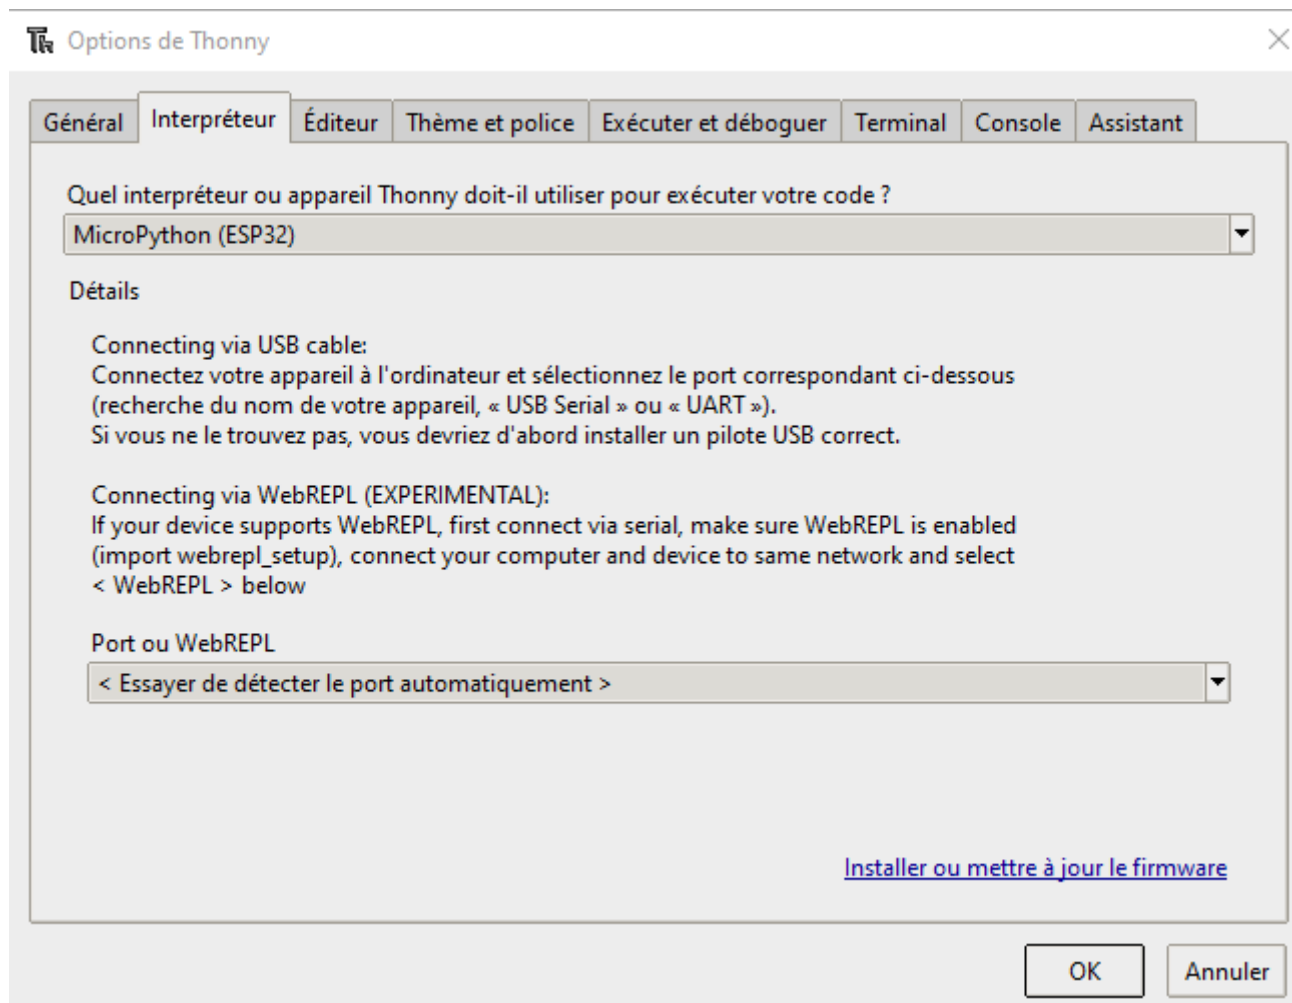 Options de Thonny
Général Interpréteur Éditeur Thème et police Exécuter et déboguer Terminal Console Assistant
Quel interpréteur ou appareil Thonny doit-il utiliser pour exécuter votre code ?
MicroPython (ESP32)
Détails
Connecting via USB cable:
Connectez votre appareil à l'ordinateur et sélectionnez le port correspondant ci-dessous
(recherche du nom de votre appareil, « USB Serial » ou « UART »).
Si vous ne le trouvez pas, vous devriez d'abord installer un pilote USB correct.
Connecting via WebREPL (EXPERIMENTAL):
If your device supports WebREPL, first connect via serial, make sure WebREPL is enabled
(import webrepl_setup), connect your computer and device to same network and select
< WebREPL > below
Port ou WebREPL
< Essayer de détecter le port automatiquement >
Installer ou mettre à jour le firmware
OK Annuler